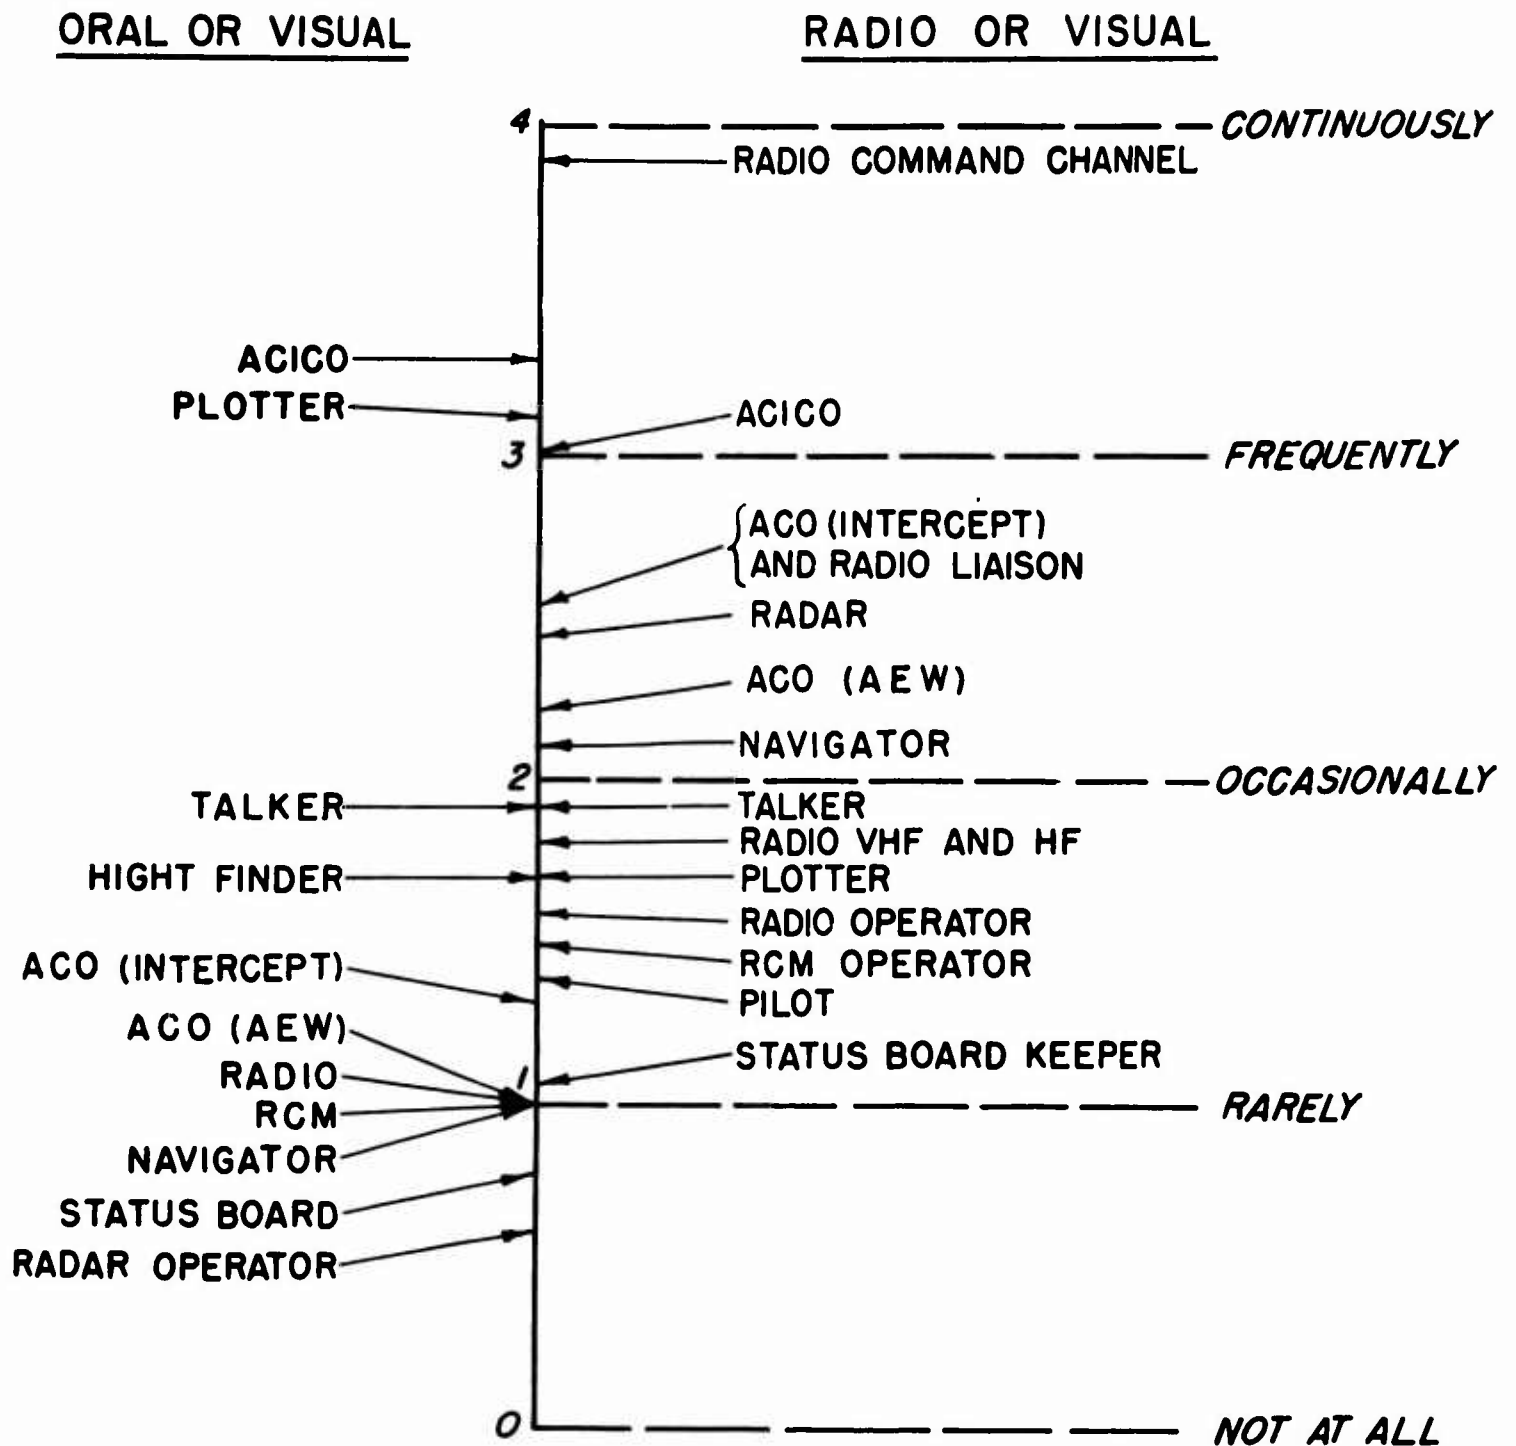 ORAL OR VISUAL
RADIO OR VISUAL
4
CONTINUOUSLY
RADIO COMMAND CHANNEL
ACICO
PLOTTER
ACICO
3
FREQUENTLY
ACO (INTERCEPT)
AND RADIO LIAISON
RADAR
ACO (AEW)
NAVIGATOR
2
OCCASIONALLY
TALKER
TALKER
RADIO VHF AND HF
HIGHT FINDER
PLOTTER
RADIO OPERATOR
RCM OPERATOR
ACO (INTERCEPT)
PILOT
ACO (AEW)
STATUS BOARD KEEPER
RADIO
1
RCM
RARELY
NAVIGATOR
STATUS BOARD
RADAR OPERATOR
0
NOT AT ALL